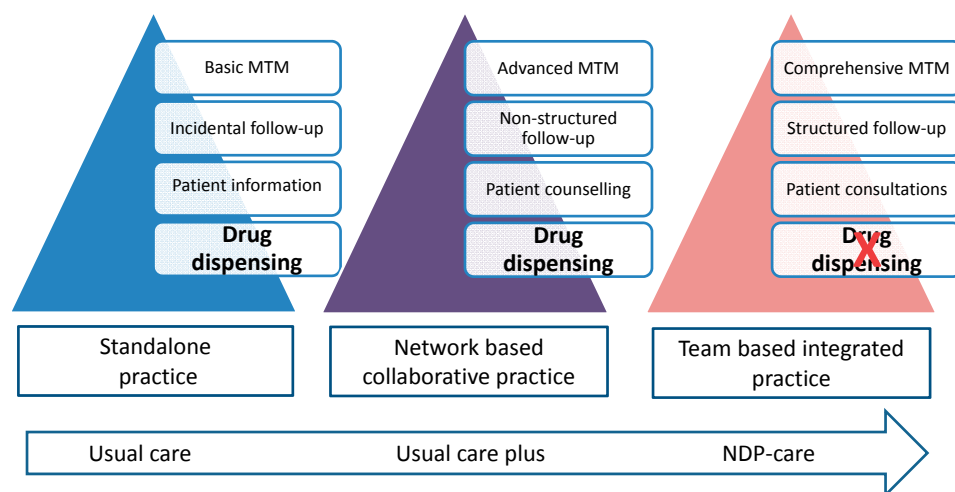 Basic MTM
Incidental follow-up
Patient information
Drug
dispensing
Standalone
practice
Advanced MTM
Non-structured
follow-up
Patient counselling
Drug
dispensing
Network based
collaborative practice
Comprehensive MTM
Structured follow-up
Patient consultations
Drug
dispensing
Team based integrated
practice
Usual care
Usual care plus
NDP-care